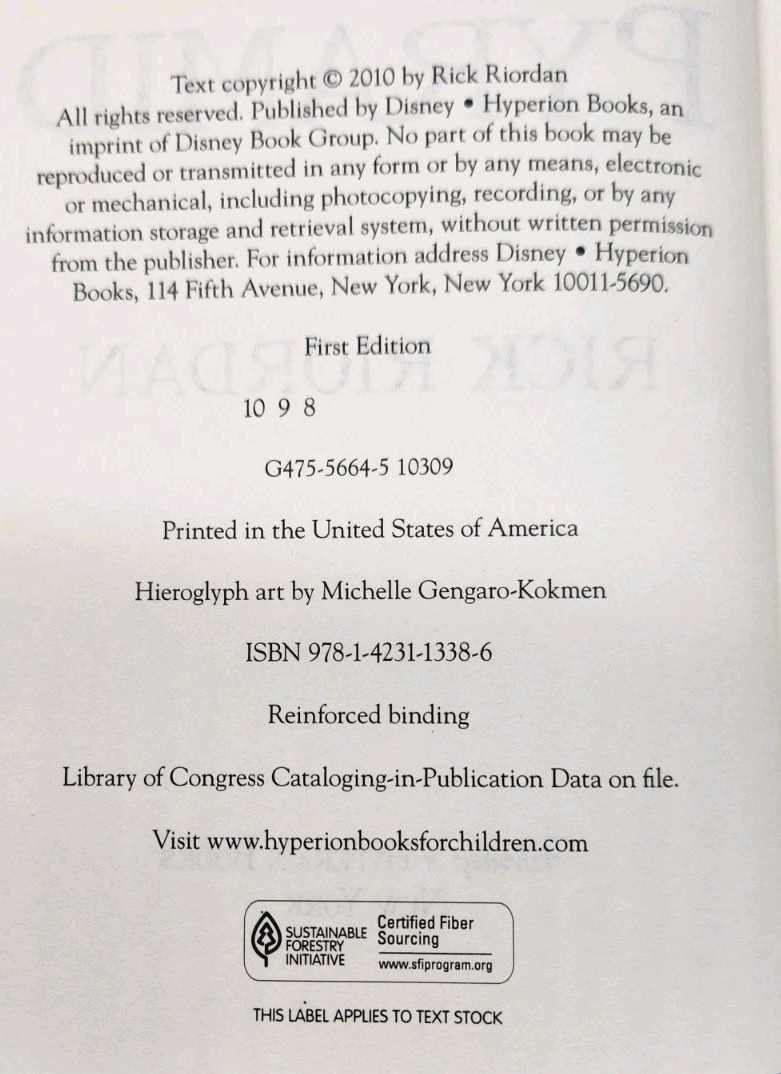 Text copyright © 2010 by Rick Riordan
All rights reserved. Published by Disney • Hyperion Books, an
imprint of Disney Book Group. No part of this book may be
reproduced or transmitted in any form or by any means, electronic
or mechanical, including photocopying, recording, or by any
information storage and retrieval system, without written permission
from the publisher. For information address Disney • Hyperion
Books, 114 Fifth Avenue, New York, New York 10011-5690.
First Edition
10 9 8
G475-5664-5 10309
Printed in the United States of America
Hieroglyph art by Michelle Gengaro-Kokmen
ISBN 978-1-4231-1338-6
Reinforced binding
Library of Congress Cataloging-in-Publication Data on file.
Visit www.hyperionbooksforchildren.com
SUSTAINABLE
FORESTRY
INITIATIVE
Certified Fiber
Sourcing
www.sfiprogram.org
THIS LABEL APPLIES TO TEXT STOCK